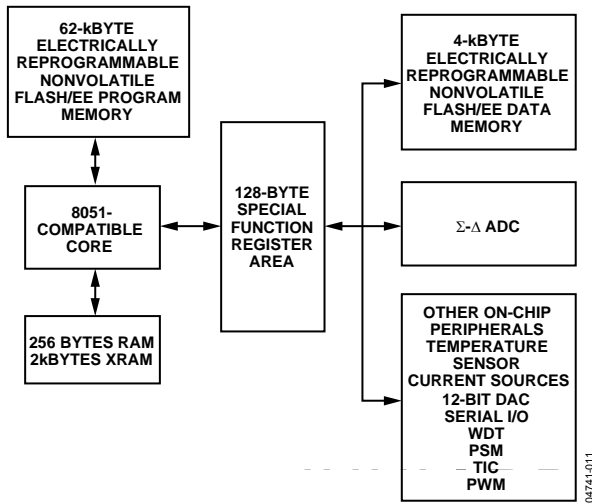 62-kBYTE
ELECTRICALLY
REPROGRAMMABLE
NONVOLATILE
FLASH/EE PROGRAM
MEMORY
8051-
COMPATIBLE
CORE
256 BYTES RAM
2kBYTES XRAM
128-BYTE
SPECIAL
FUNCTION
REGISTER
AREA
4-kBYTE
ELECTRICALLY
REPROGRAMMABLE
NONVOLATILE
FLASH/EE DATA
MEMORY
Σ-Δ ADC
OTHER ON-CHIP
PERIPHERALS
TEMPERATURE
SENSOR
CURRENT SOURCES
12-BIT DAC
SERIAL I/O
WDT
PSM
TIC
PWM
04741-011